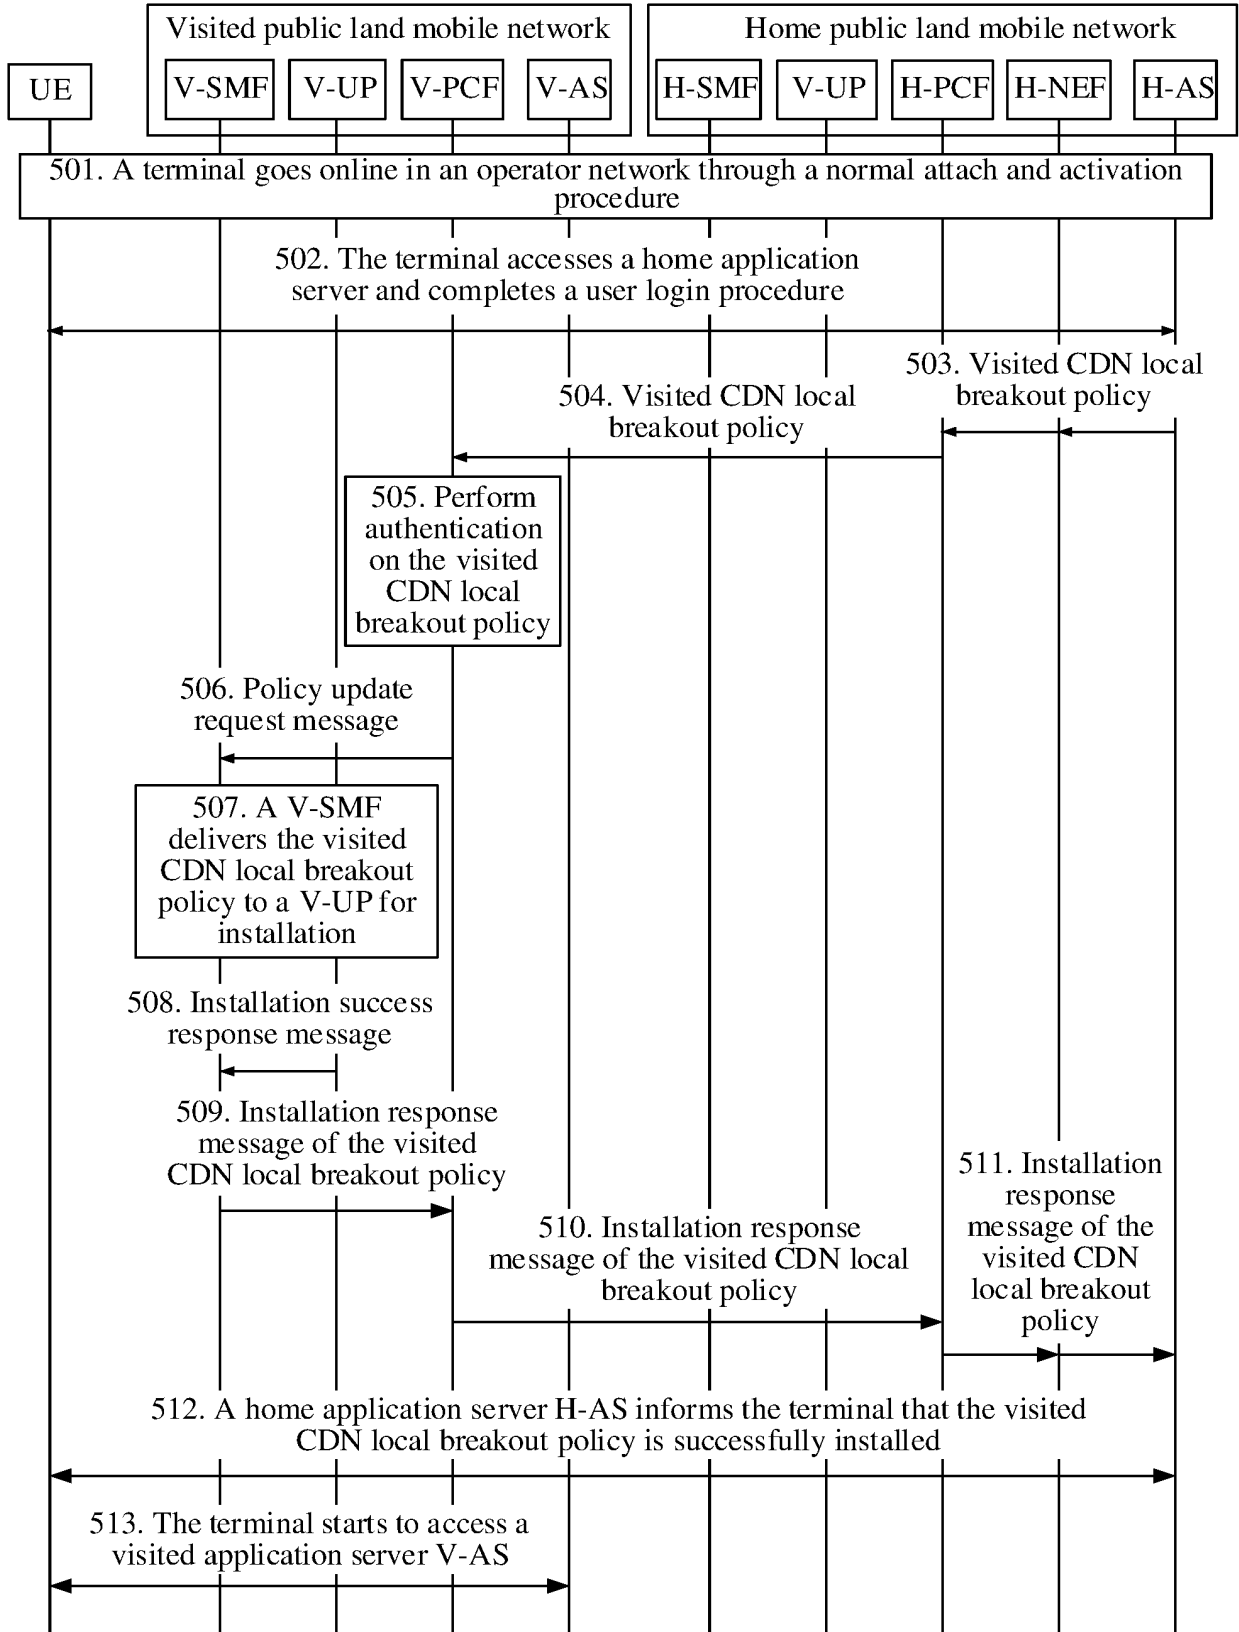 Visited public land mobile network
Home public land mobile network
UE
V-SMF
V-UP
V-PCF
V-AS
H-SMF
V-UP
H-PCF
H-NEF
H-AS
501. A terminal goes online in an operator network through a normal attach and activation
procedure
502. The terminal accesses a home application
server and completes a user login procedure
503. Visited CDN local
breakout policy
504. Visited CDN local
breakout policy
505. Perform
authentication
on the visited
CDN local
breakout policy
506. Policy update
request message
507. A V-SMF
delivers the visited
CDN local breakout
policy to a V-UP for
installation
508. Installation success
response message
509. Installation response
message of the visited
CDN local breakout policy
510. Installation response
message of the visited CDN local
breakout policy
511. Installation
response
message of the
visited CDN
local breakout
policy
512. A home application server H-AS informs the terminal that the visited
CDN local breakout policy is successfully installed
513. The terminal starts to access a
visited application server V-AS